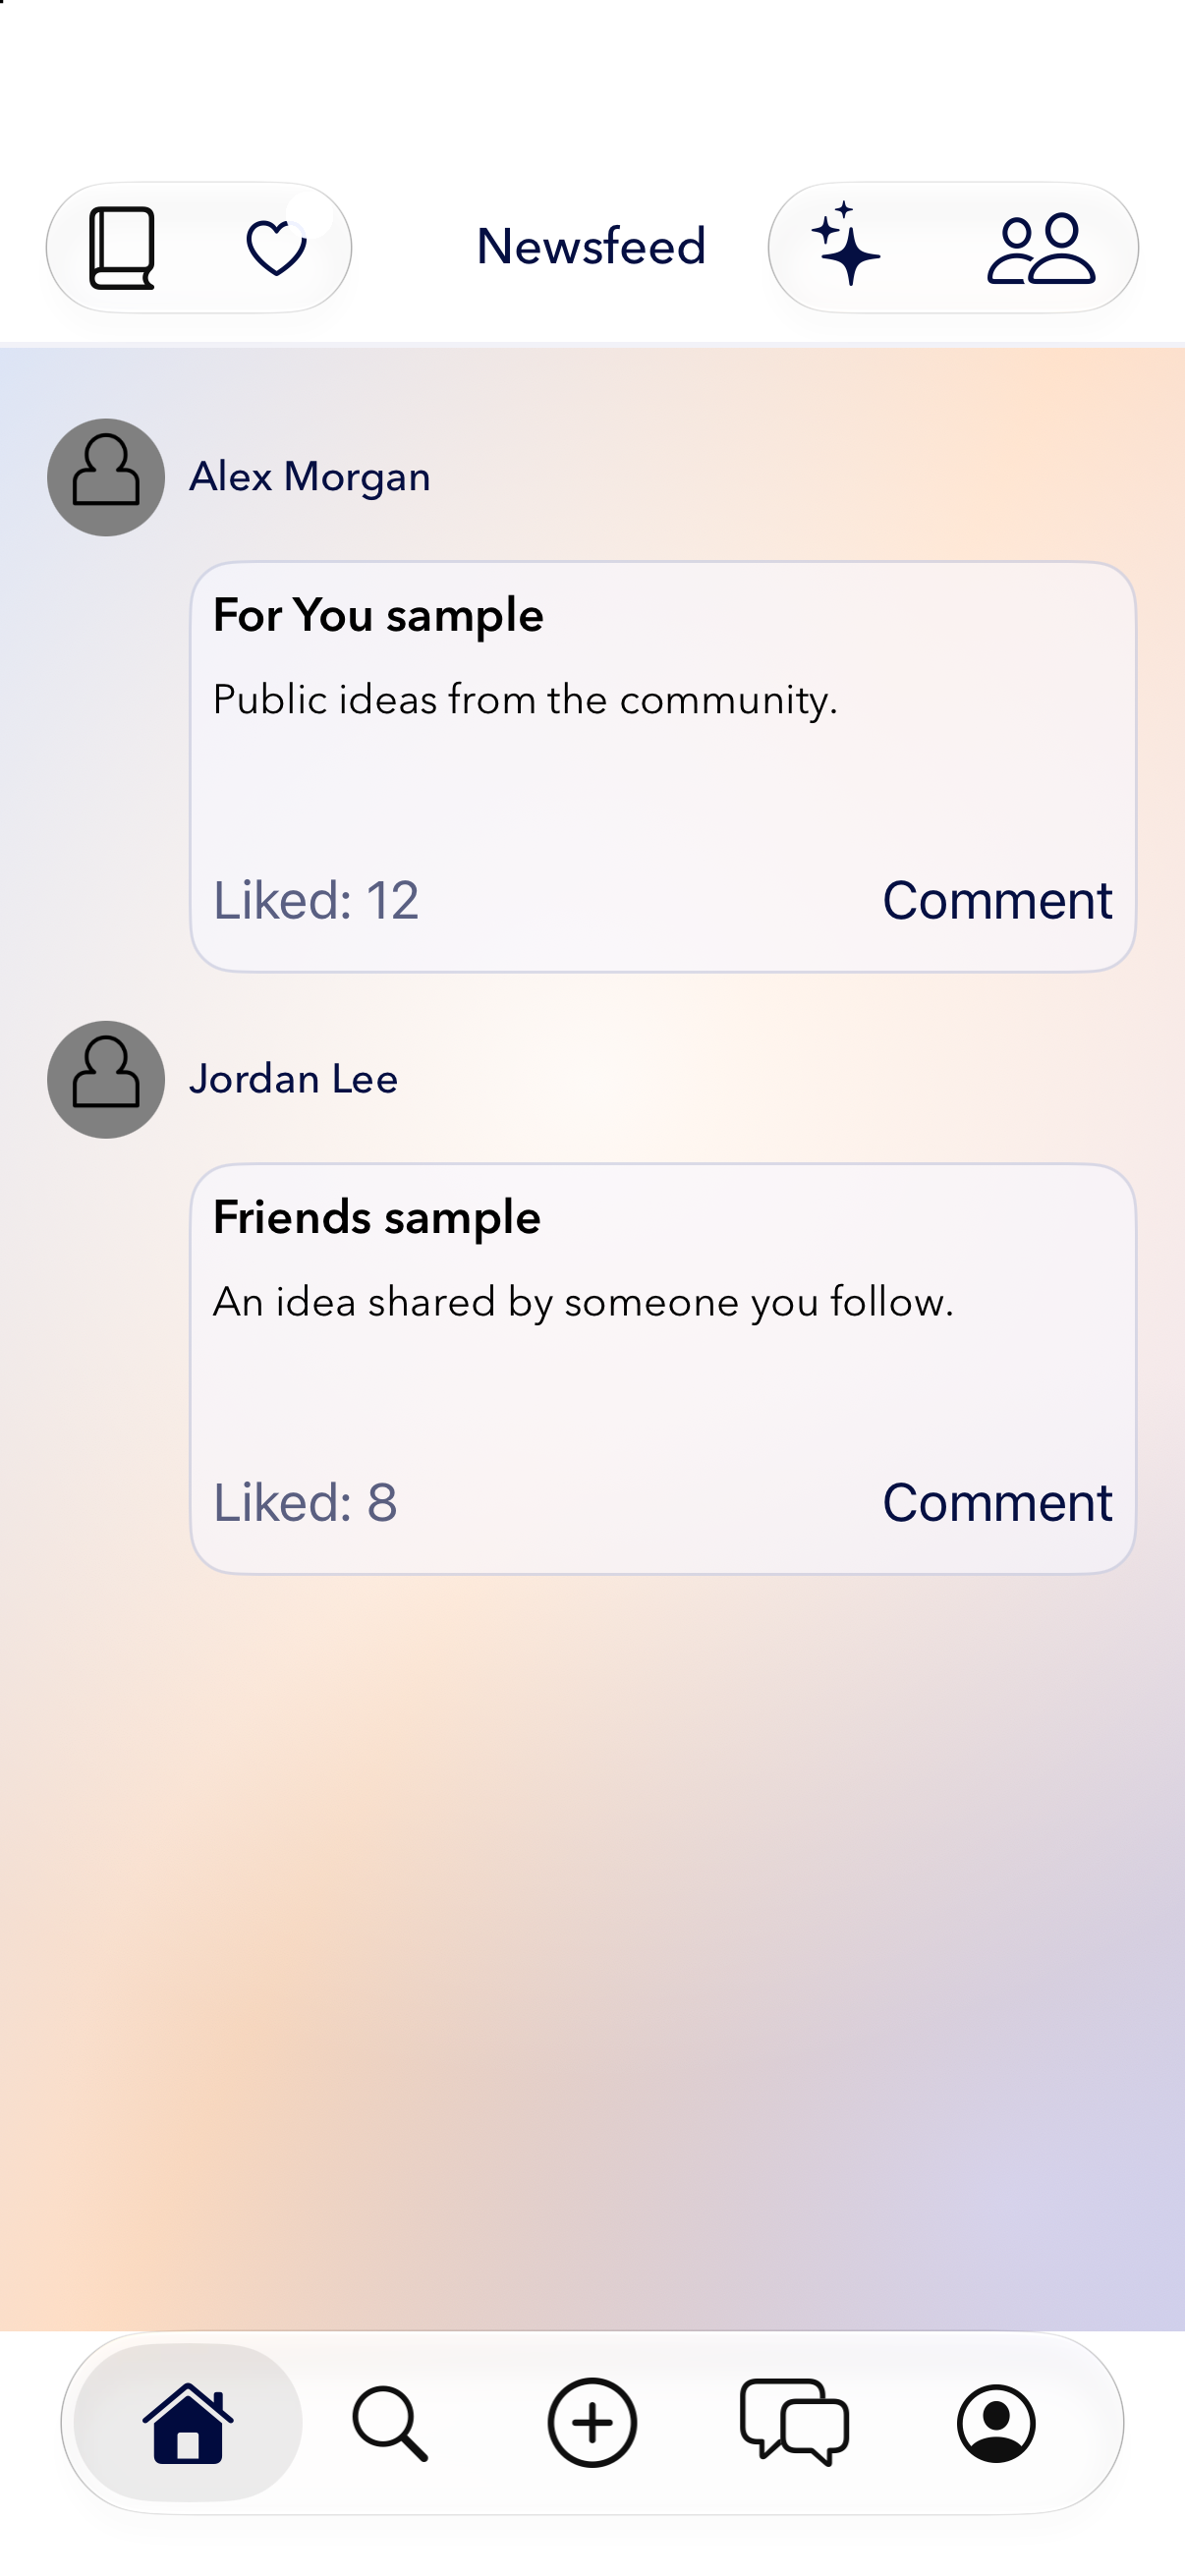 Newsfeed
Alex Morgan
For You sample
Public ideas from the community.
Liked: 12
Comment
Jordan Lee
Friends sample
An idea shared by someone you follow.
Liked: 8
Comment